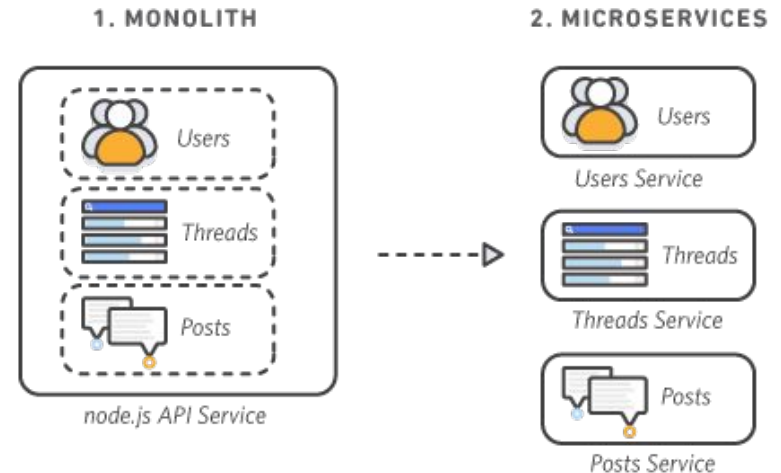 1. MONOLITH
Users
Threads
Posts
node.js API Service
2. MICROSERVICES
Users
Users Service
Threads
Threads Service
Posts
Posts Service